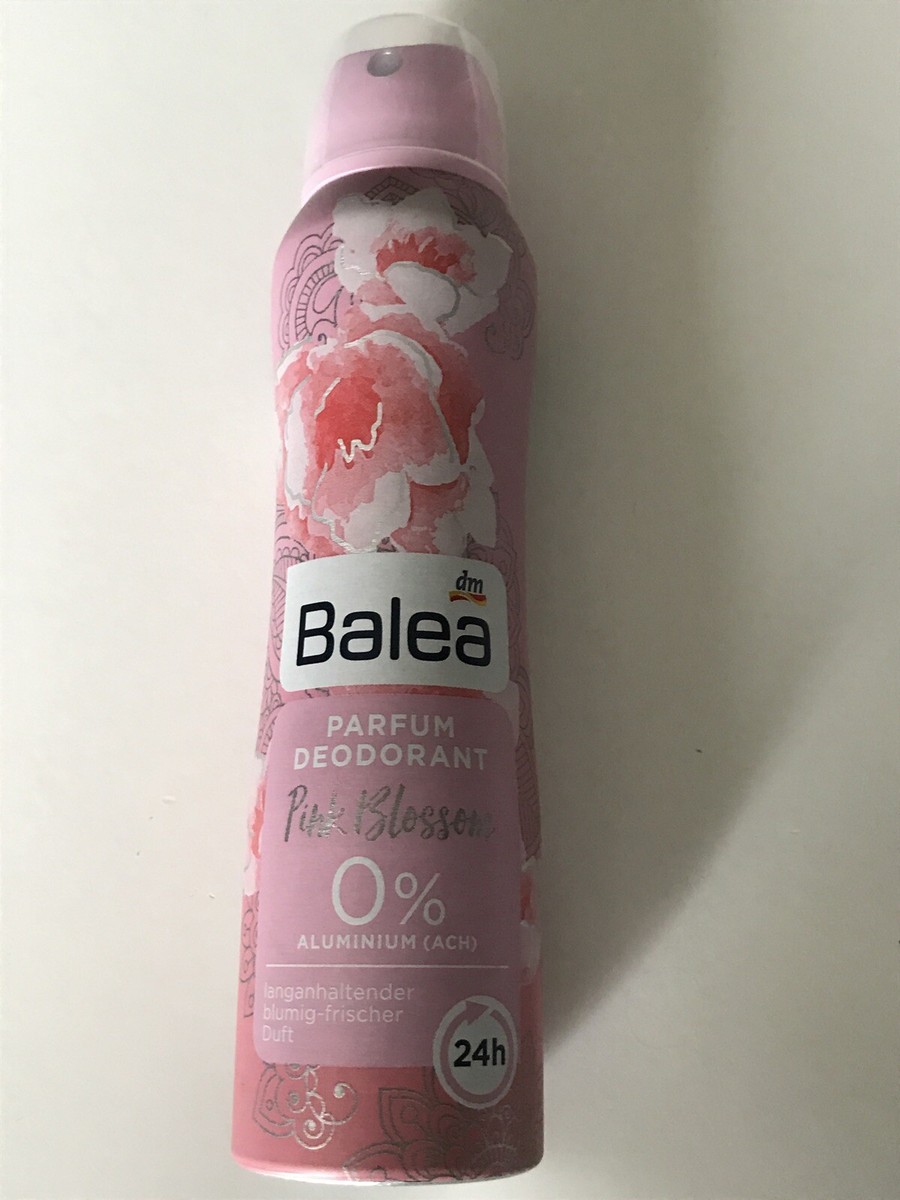 dm
Balea
PARFUM
DEODORANT
Pink Blossom
0%
ALUMINIUM (ACH)
langanhaltender
blumig-frischer
Duft
24h